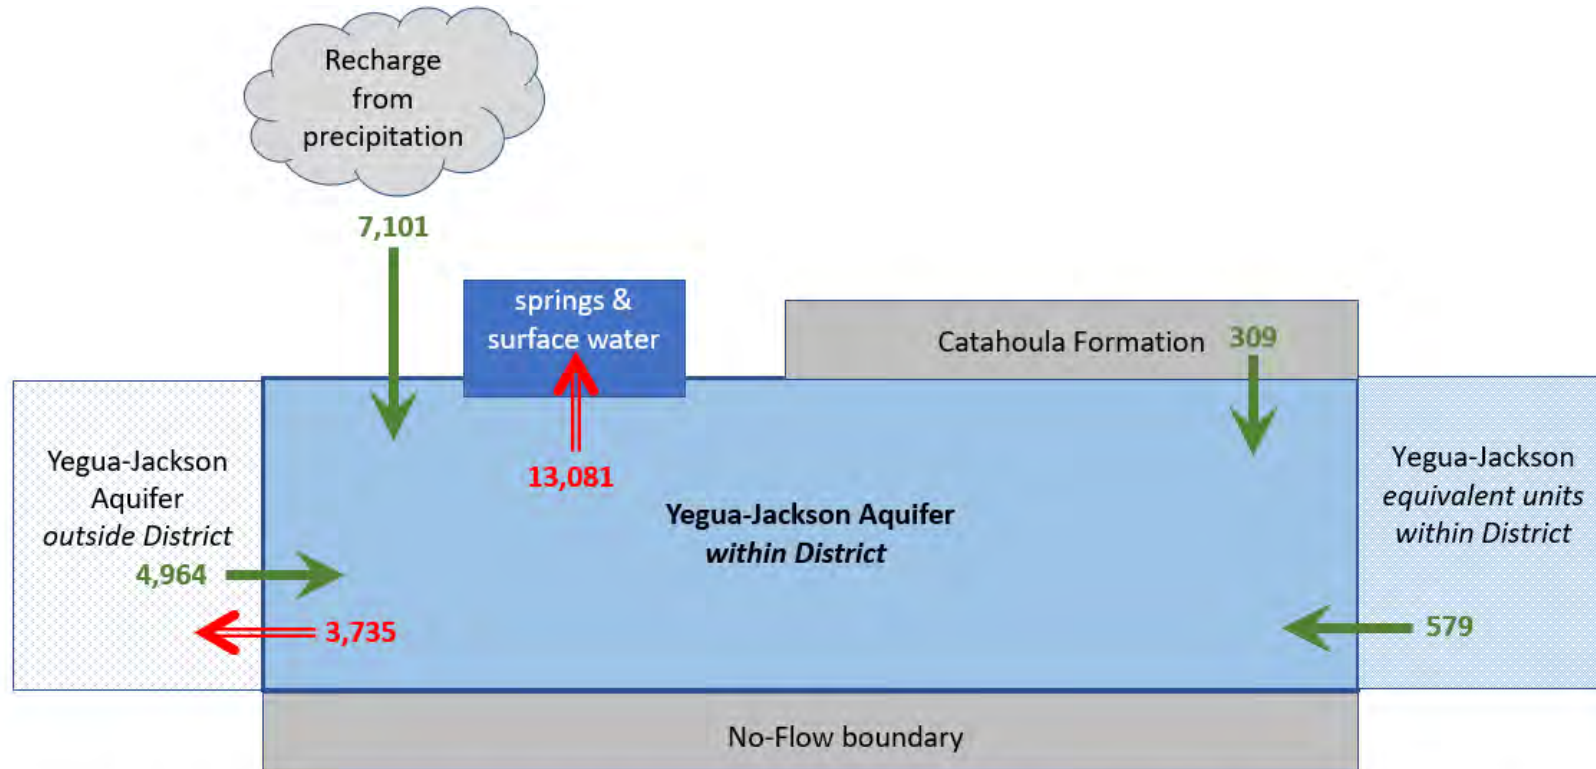 Recharge
from
precipitation
7,101
springs &
surface water
Catahoula Formation 309
13,081
Yegua-Jackson
Aquifer
outside District
4,964
3,735
Yegua-Jackson Aquifer
within District
Yegua-Jackson
equivalent units
within District
579
No-Flow boundary